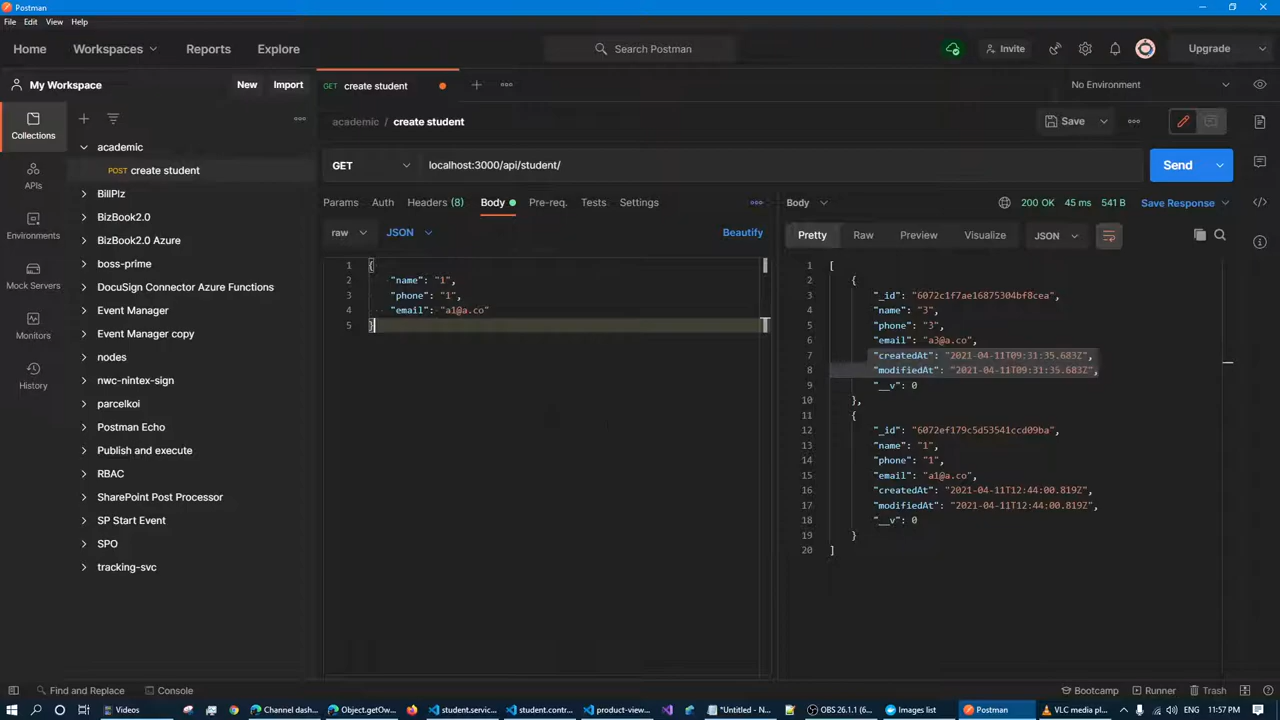 Postman
File Edit View Help
Home Workspaces Reports Explore Search Postman Invite Upgrade
My Workspace New Import
GET create student
No Environment
Collections
APIs
Environments
Mock Servers
Monitors
History
academic
POST create student
BillPlz
BizBook2.0
BizBook2.0 Azure
boss-prime
DocuSign Connector Azure Functions
Event Manager
Event Manager copy
nodes
nwc-nintex-sign
parcelkoi
Postman Echo
Publish and execute
RBAC
SharePoint Post Processor
SP Start Event
SPO
tracking-svc
academic / create student
Save
GET localhost:3000/api/student/ Send
Params Auth Headers (8) Body Pre-req. Tests Settings
raw JSON Beautify
1 {
2 "name": "1",
3 "phone": "1",
4 "email": "a1@a.co"
5 }
Body 200 OK 45 ms 541 B Save Response
Pretty Raw Preview Visualize JSON
1 [
2 {
3 "_id": "6072c1f7ae16875304bf8cea",
4 "name": "3",
5 "phone": "3",
6 "email": "a3@a.co",
7 "createdAt": "2021-04-11T09:31:35.683Z",
8 "modifiedAt": "2021-04-11T09:31:35.683Z",
9 "__v": 0
10 },
11 {
12 "_id": "6072ef179c5d53541ccd09ba",
13 "name": "1",
14 "phone": "1",
15 "email": "a1@a.co",
16 "createdAt": "2021-04-11T12:44:00.819Z",
17 "modifiedAt": "2021-04-11T12:44:00.819Z",
18 "__v": 0
19 }
20 ]
Find and Replace Console Bootcamp Runner Trash
Videos Channel dash... Object.getOw... student.servic... student.contr... product-view... *Untitled - N... OBS 26.1.1 (6... Images list Postman VLC media pl... 11:57 PM